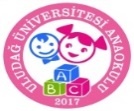 ULUDAĞ ÜNİVERSİTESİ ANAOKULU
A
B C
2017